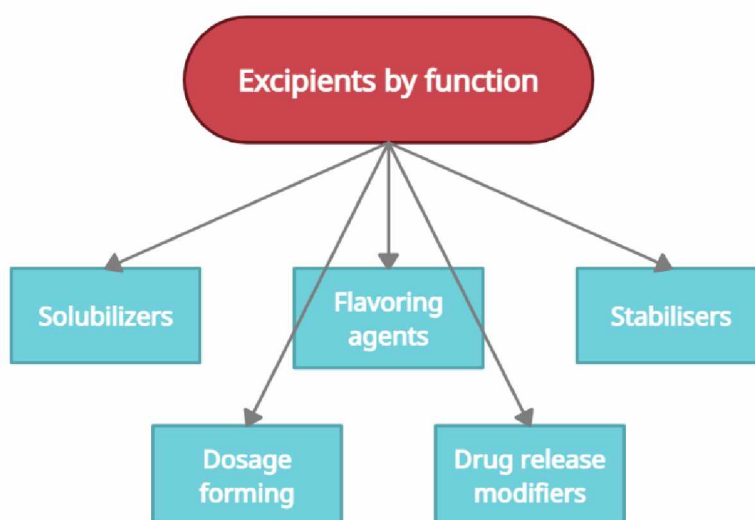 Excipients by function
Solubilizers
Flavoring
agents
Stabilisers
Dosage
forming
Drug release
modifiers